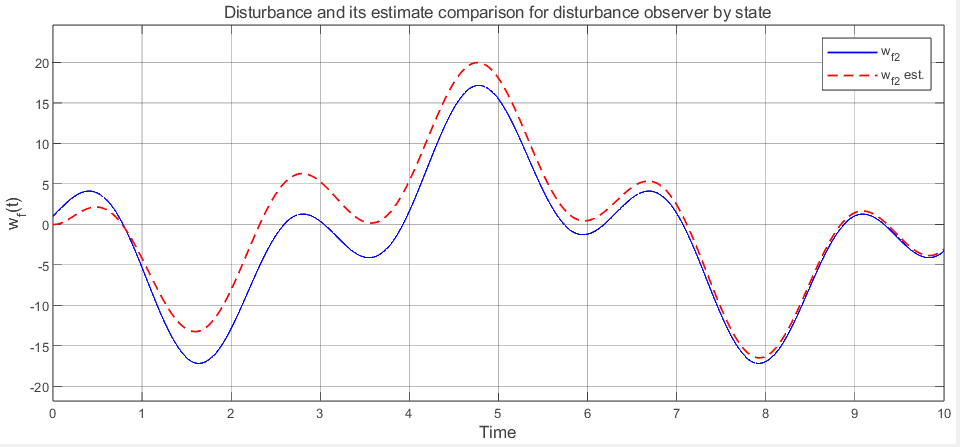 Disturbance and its estimate comparison for disturbance observer by state
w_f2
w_f2 est.
w_f(t)
20
15
10
5
0
-5
-10
-15
-20
0 1 2 3 4 5 6 7 8 9 10
Time